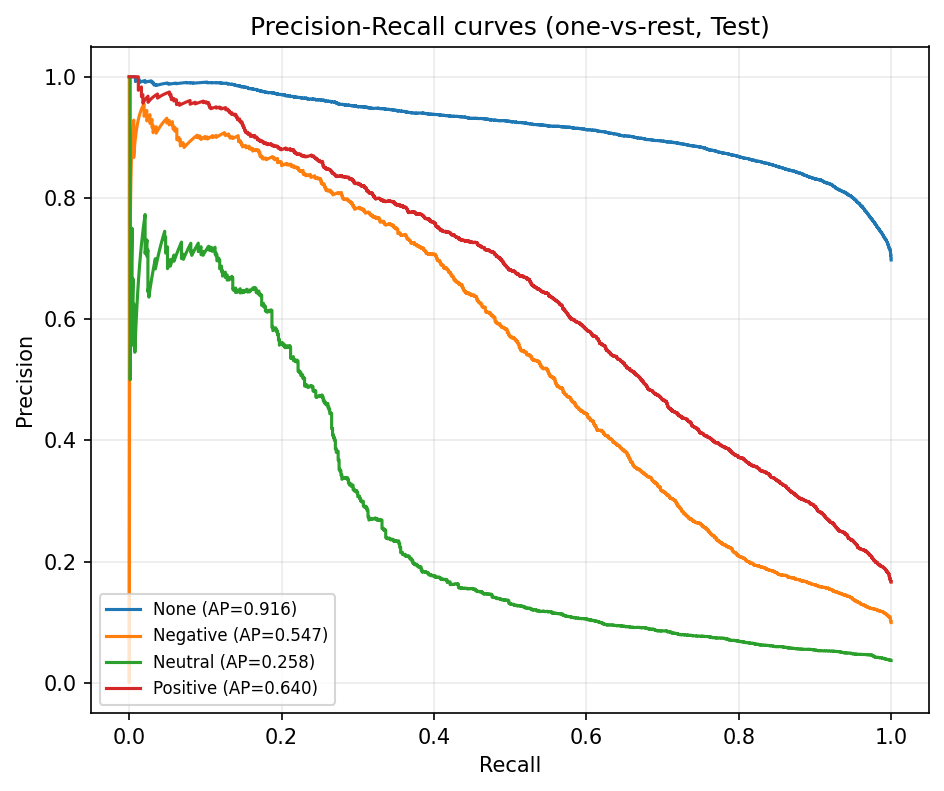 Precision-Recall curves (one-vs-rest, Test)
1.0
0.8
0.6
0.4
0.2
0.0
Precision
None (AP=0.916)
Negative (AP=0.547)
Neutral (AP=0.258)
Positive (AP=0.640)
0.0 0.2 0.4 0.6 0.8 1.0
Recall